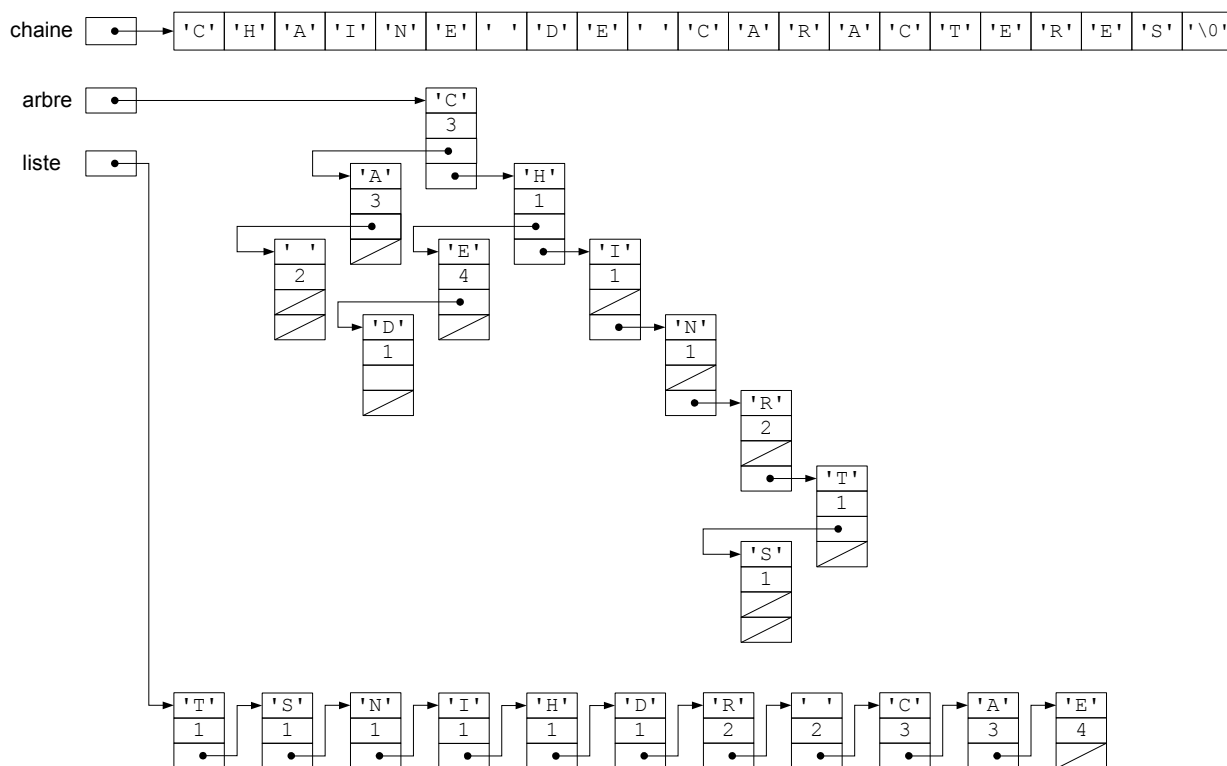 chaine 'C' 'H' 'A' 'I' 'N' 'E' ' ' 'D' 'E' ' ' 'C' 'A' 'R' 'A' 'C' 'T' 'E' 'R' 'E' 'S' '\0'
arbre 'C'
3
liste 'A' 'H'
3 1
' ' 'E' 'I'
2 4 1
'D' 'N'
1 1
'R'
2
'T'
1
'S'
1
'T' 'S' 'N' 'I' 'H' 'D' 'R' ' ' 'C' 'A' 'E'
1 1 1 1 1 1 2 2 3 3 4